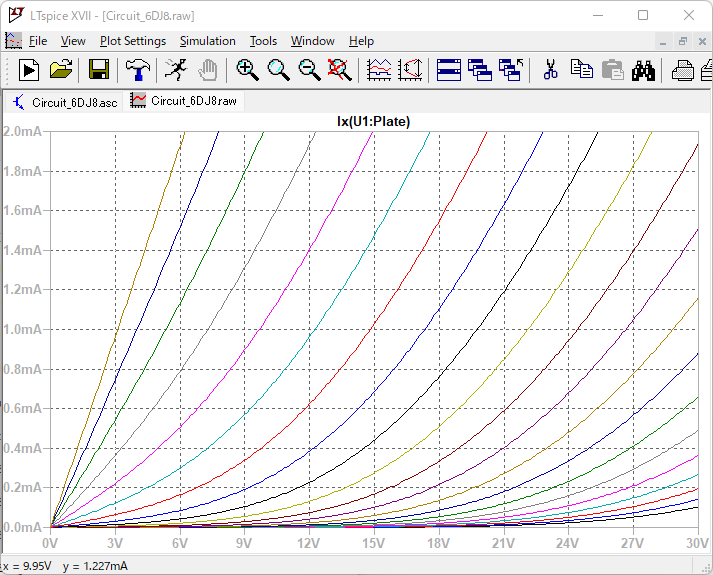 LTspice XVII - [Circuit_6DJ8.raw]
File View Plot Settings Simulation Tools Window Help
Circuit_6DJ8.asc Circuit_6DJ8.raw
Ix(U1:Plate)
2.0mA
1.8mA
1.6mA
1.4mA
1.2mA
1.0mA
0.8mA
0.6mA
0.4mA
0.2mA
0.0mA
0V 3V 6V 9V 12V 15V 18V 21V 24V 27V 30V
x = 9.95V y = 1.227mA